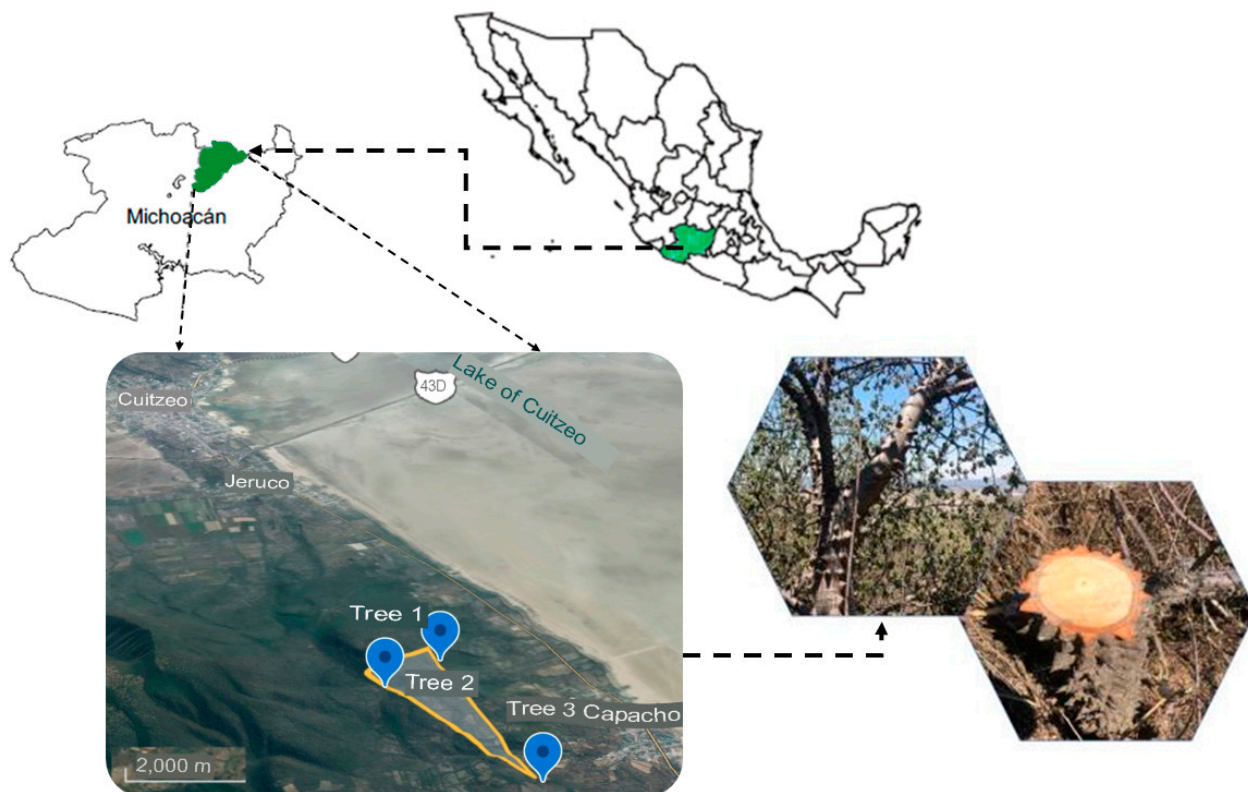 Michoacán
Lake of Cuitzeo
43D
Cuitzeo
Jeruco
Tree 1
Tree 2
Tree 3 Capacho
2,000 m